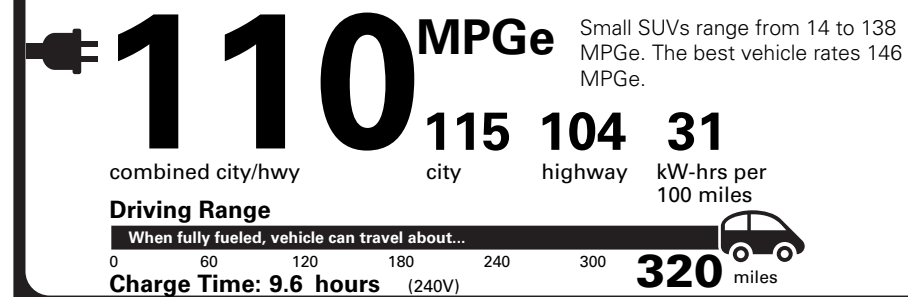 110 MPGe
Small SUVs range from 14 to 138
MPGe. The best vehicle rates 146
MPGe.
115 104 31
combined city/hwy city highway kW-hrs per
100 miles
Driving Range
When fully fueled, vehicle can travel about...
0 60 120 180 240 300 320 miles
Charge Time: 9.6 hours (240V)